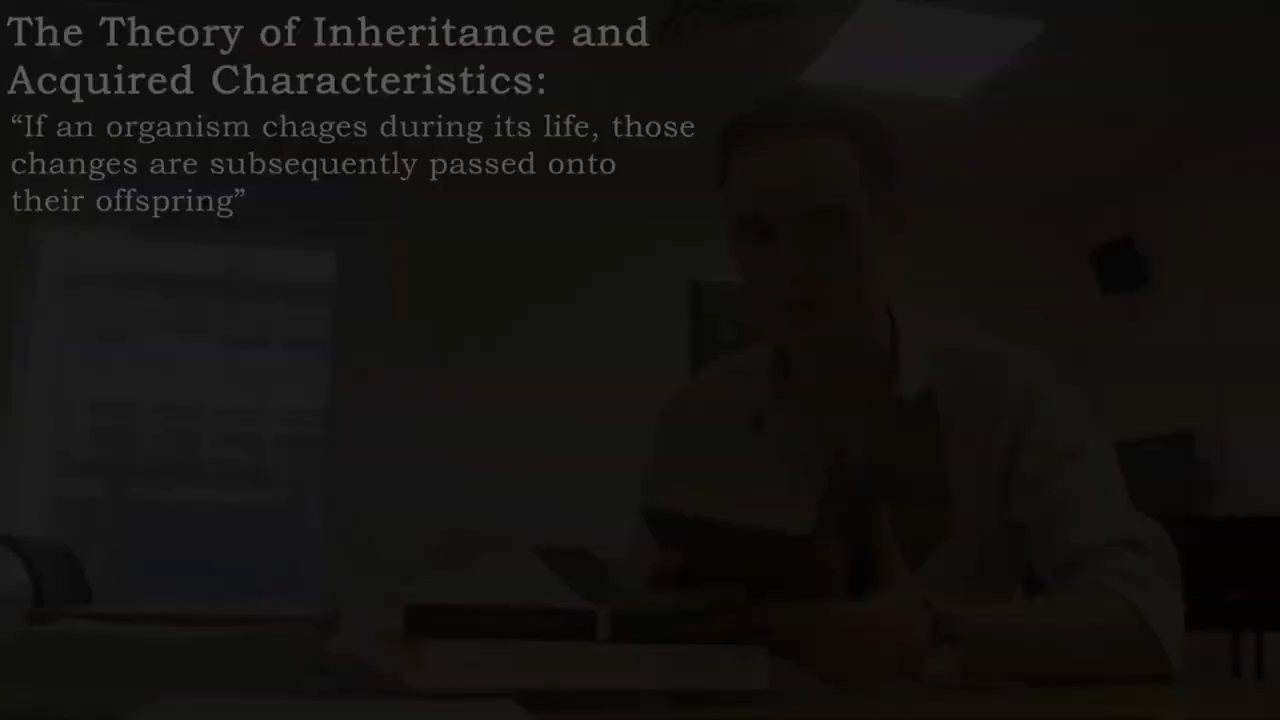 The Theory of Inheritance and
Acquired Characteristics:
“If an organism chages during its life, those
changes are subsequently passed onto
their offspring”